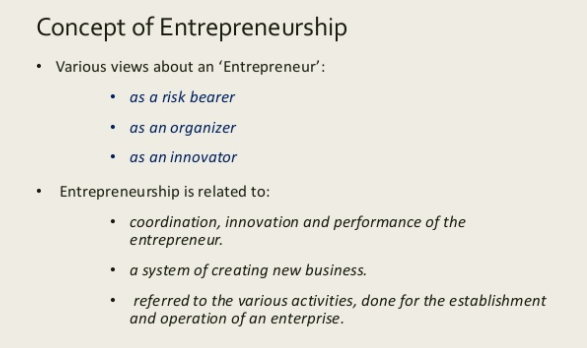 Concept of Entrepreneurship
• Various views about an ‘Entrepreneur’:
• as a risk bearer
• as an organizer
• as an innovator
• Entrepreneurship is related to:
• coordination, innovation and performance of the
entrepreneur.
• a system of creating new business.
• referred to the various activities, done for the establishment
and operation of an enterprise.